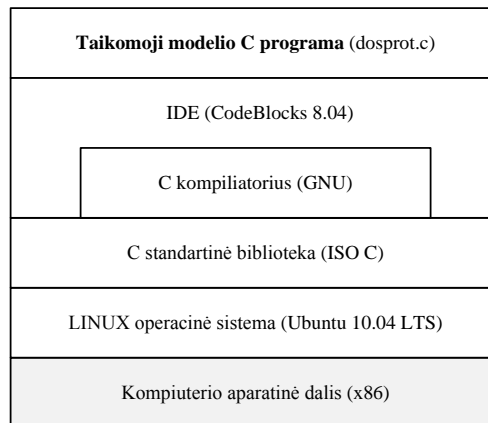 Taikomoji modelio C programa (dosprot.c)
IDE (CodeBlocks 8.04)
C kompiliatorius (GNU)
C standartinė biblioteka (ISO C)
LINUX operacinė sistema (Ubuntu 10.04 LTS)
Kompiuterio aparatinė dalis (x86)